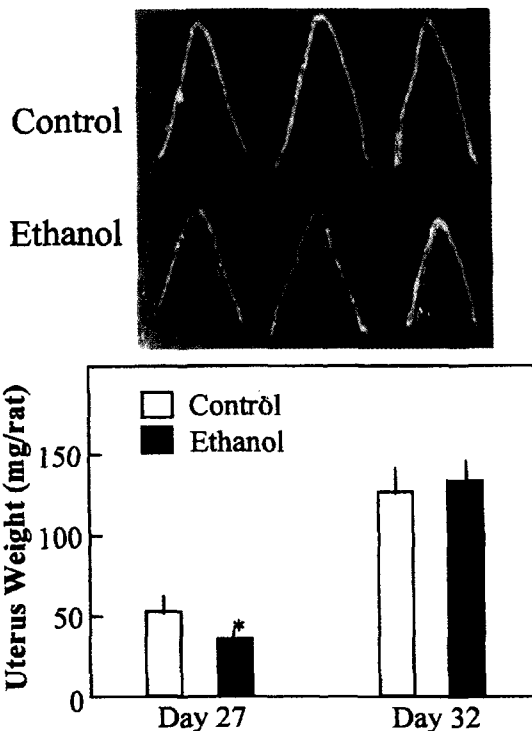 Control
Ethanol
Uterus Weight (mg/rat)
150
100
50
0
Control
Ethanol
*
Day 27
Day 32